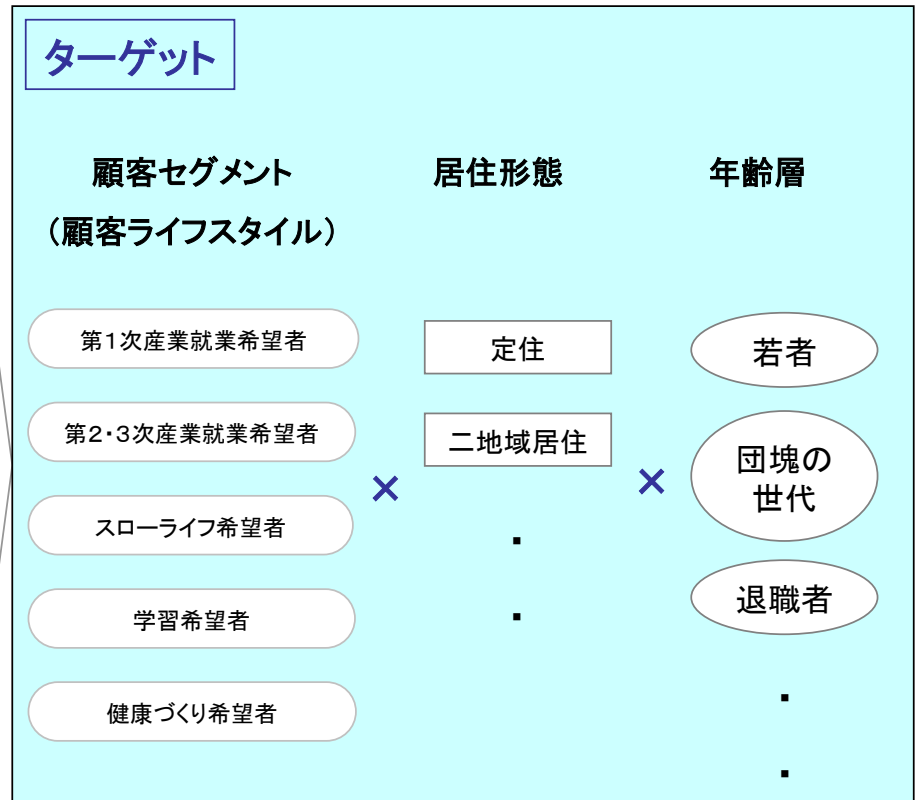 ターゲット
顧客セグメント
（顧客ライフスタイル）
第１次産業就業希望者
第２・３次産業就業希望者
スローライフ希望者
学習希望者
健康づくり希望者
×
居住形態
定住
二地域居住
・
・
×
年齢層
若者
団塊の
世代
退職者
・
・